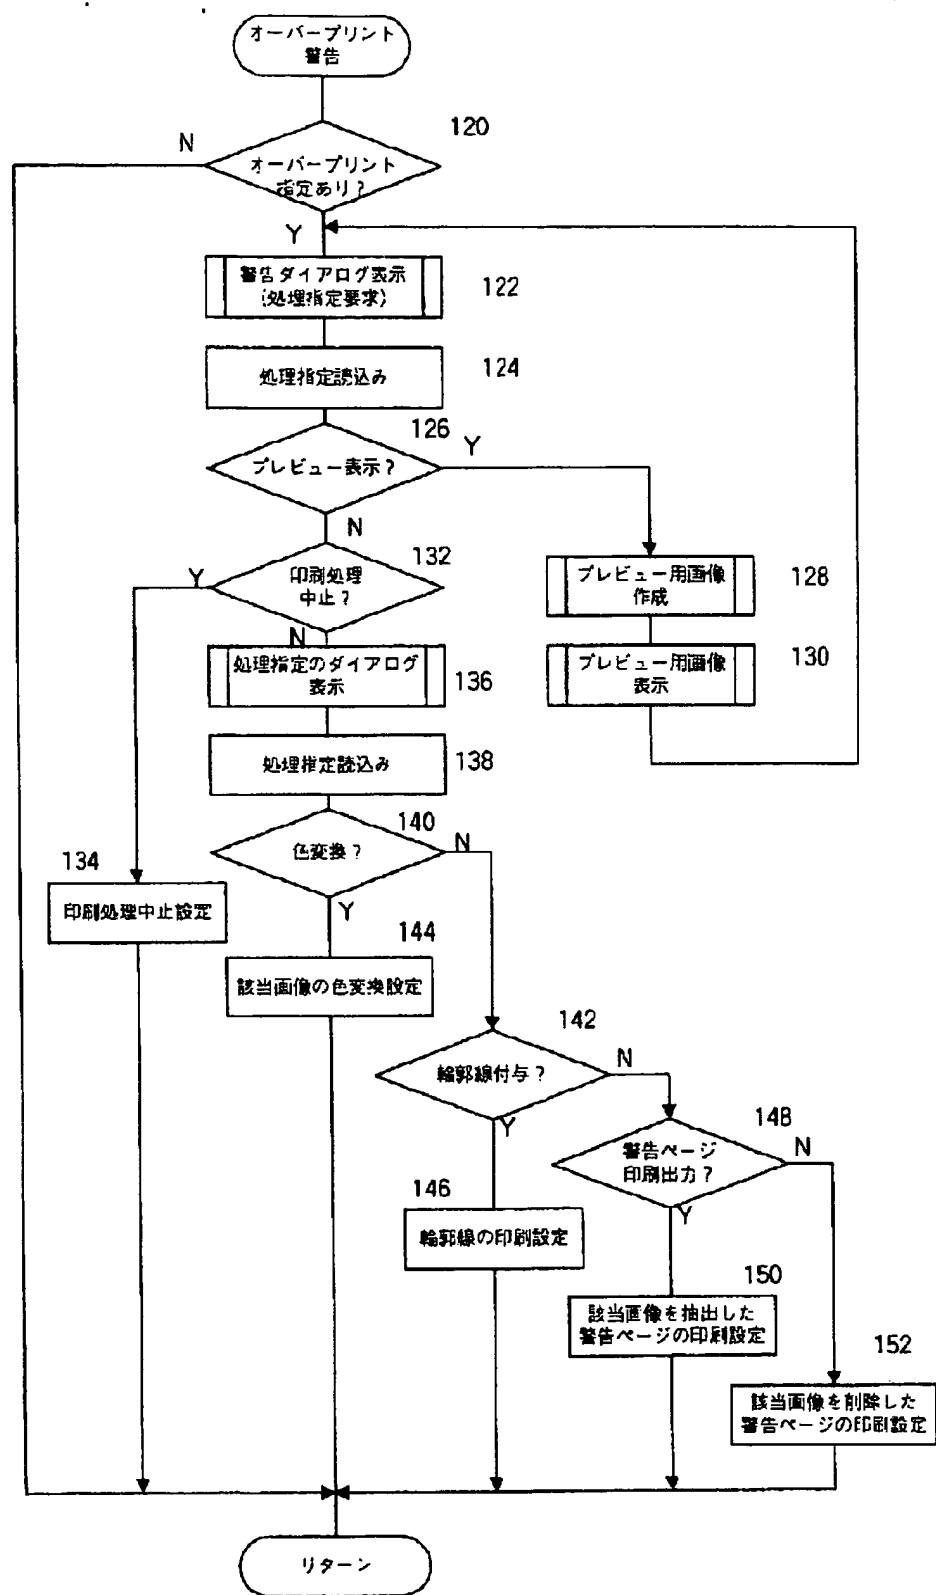 オーバープリント
警告
120
N
オーバープリント
指定あり？
Y
警告ダイアログ表示
(処理指定要求)
122
処理指定読込み
124
126
プレビュー表示？
Y
N
132
印刷処理
中止？
Y
N
プレビュー用画像
作成
128
処理指定のダイアログ
表示
136
プレビュー用画像
表示
130
処理指定読込み
138
140
色変換？
N
Y
134
印刷処理中止設定
144
該当画像の色変換設定
142
輪郭線付与？
N
Y
148
警告ページ
印刷出力？
N
Y
146
輪郭線の印刷設定
150
該当画像を抽出した
警告ページの印刷設定
152
該当画像を削除した
警告ページの印刷設定
リターン